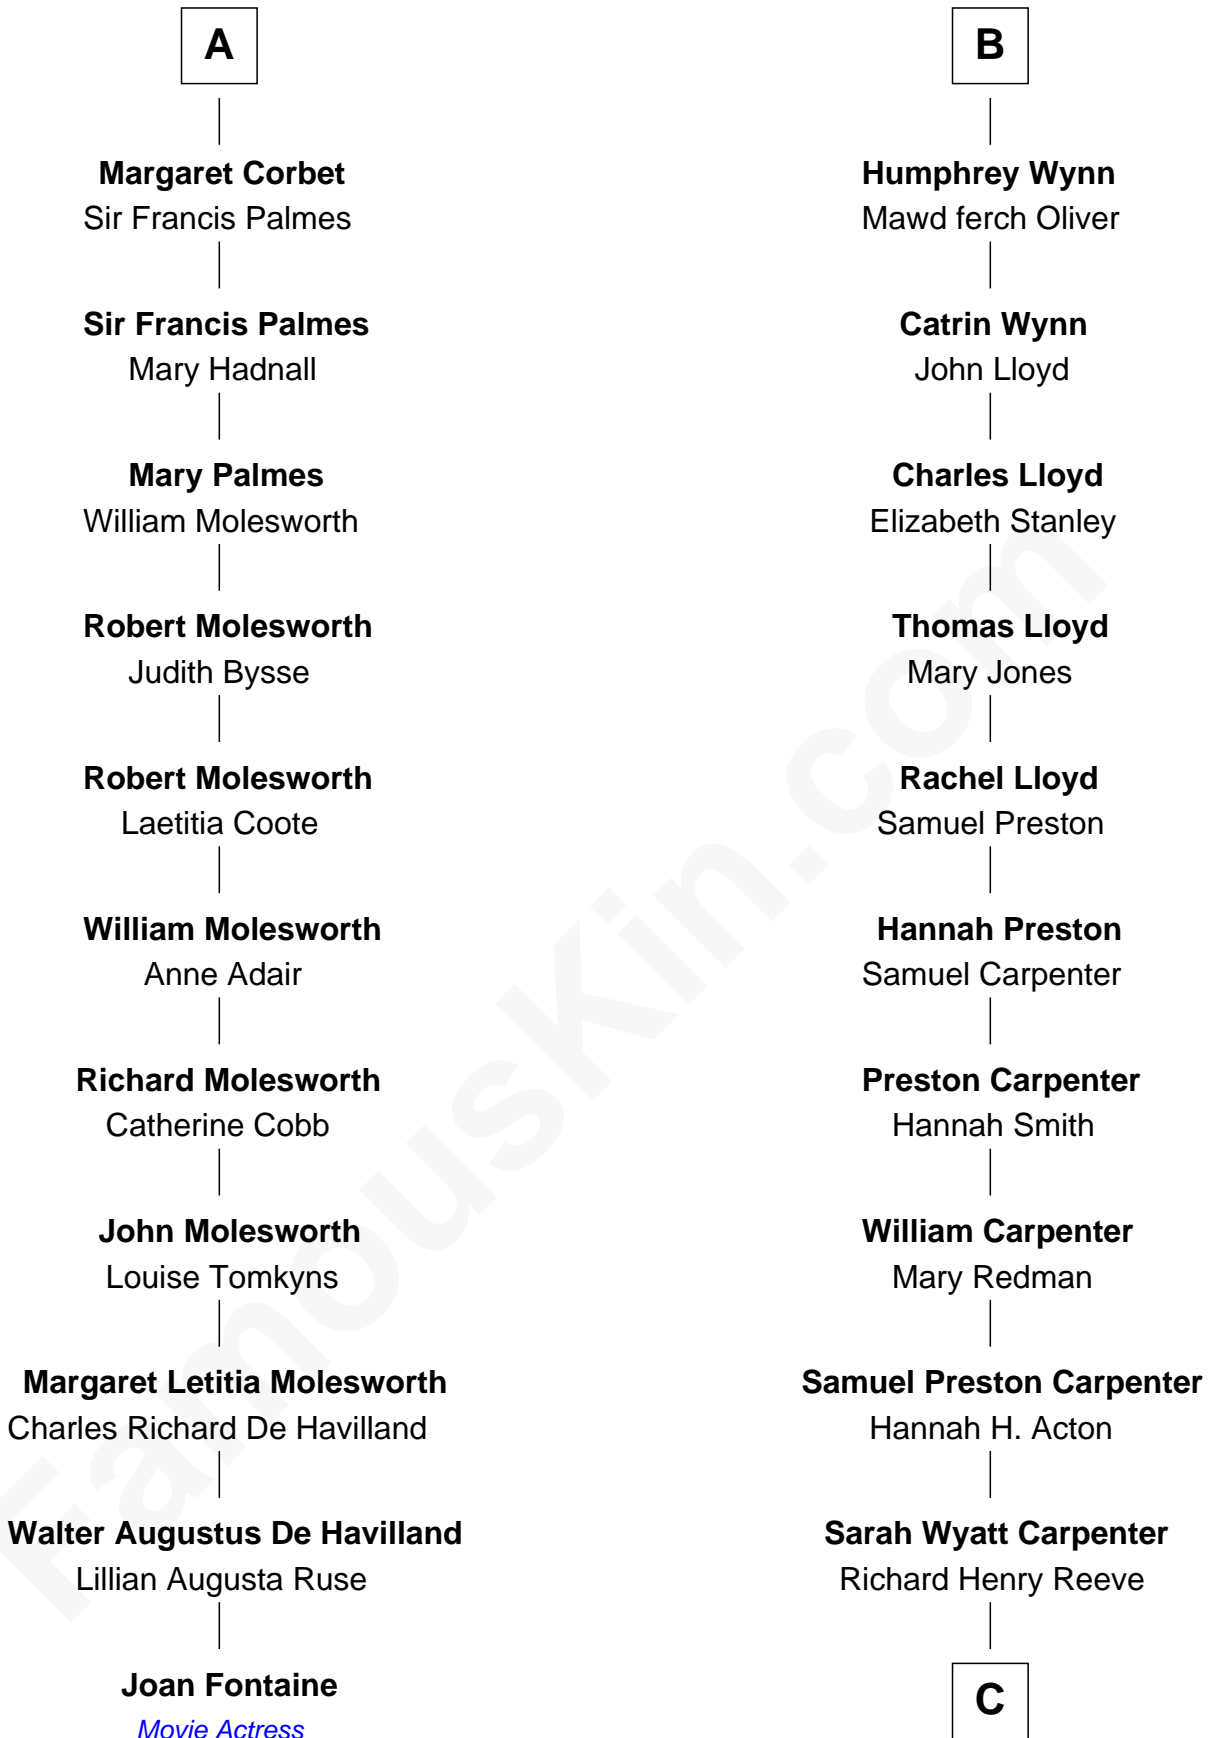 A
Margaret Corbet
Sir Francis Palmes
Sir Francis Palmes
Mary Hadnall
Mary Palmes
William Molesworth
Robert Molesworth
Judith Bysse
Robert Molesworth
Laetitia Coote
William Molesworth
Anne Adair
Richard Molesworth
Catherine Cobb
John Molesworth
Louise Tomkyns
Margaret Letitia Molesworth
Charles Richard De Havilland
Walter Augustus De Havilland
Lillian Augusta Ruse
Joan Fontaine
Movie Actress
B
Humphrey Wynn
Mawd ferch Oliver
Catrin Wynn
John Lloyd
Charles Lloyd
Elizabeth Stanley
Thomas Lloyd
Mary Jones
Rachel Lloyd
Samuel Preston
Hannah Preston
Samuel Carpenter
Preston Carpenter
Hannah Smith
William Carpenter
Mary Redman
Samuel Preston Carpenter
Hannah H. Acton
Sarah Wyatt Carpenter
Richard Henry Reeve
C
FamousKin.com